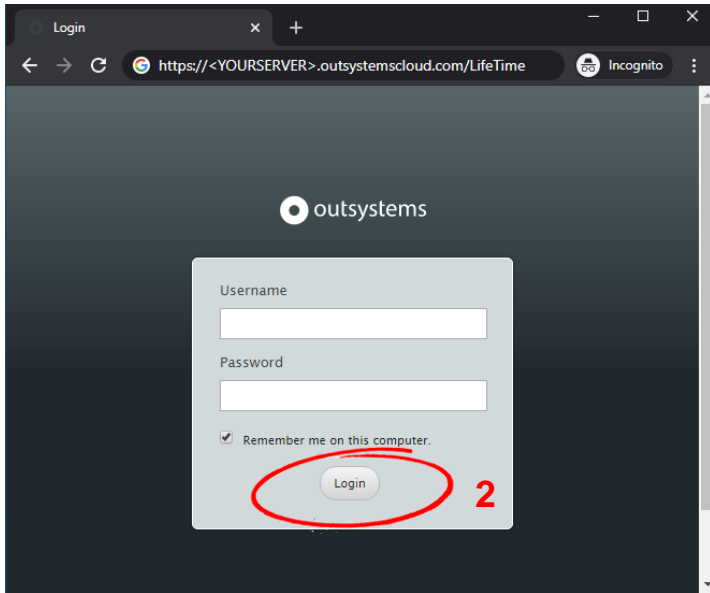 Login
https://<YOURSERVER>.outsystemscloud.com/LifeTime
Incognito
outsystems
Username
Password
Remember me on this computer.
Login
2